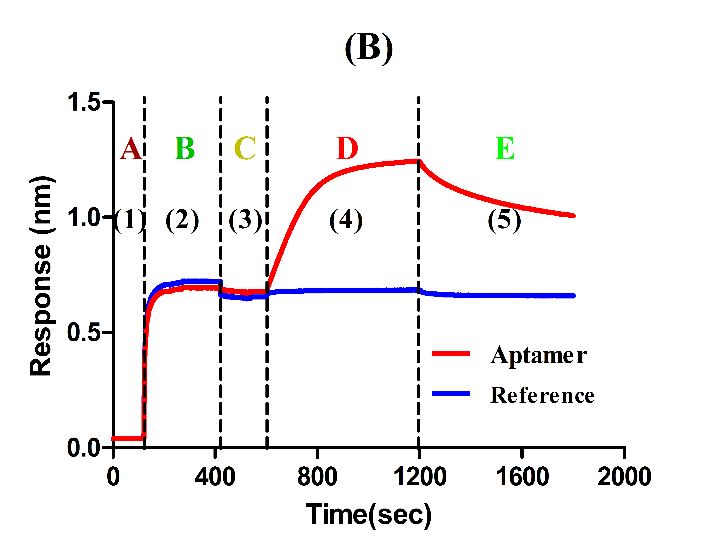 (B)
1.5
A B C D E
1.0
(1) (2) (3) (4) (5)
Response (nm)
0.5
Aptamer
Reference
0.0
0 400 800 1200 1600 2000
Time(sec)